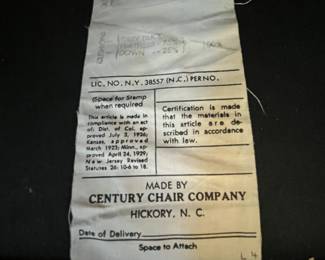 DOWN -- 25% 100%
LIC. NO. N.Y. 38557 (N.C.) PER NO.
(Space for Stamp
when required
This article is made in
compliance with an act
of: Dist. of Col. ap
proved July 3, 1926;
Kansas, approved
March 1923; Minn., ap
proved April 24, 1929;
New Jersey Revised
Statutes 26:10-6 to 18.
Certification is made
that the materials in
this article are de-
scribed in accordance
with law.
MADE BY
CENTURY CHAIR COMPANY
HICKORY, N. C.
Date of Delivery
Space to Attach